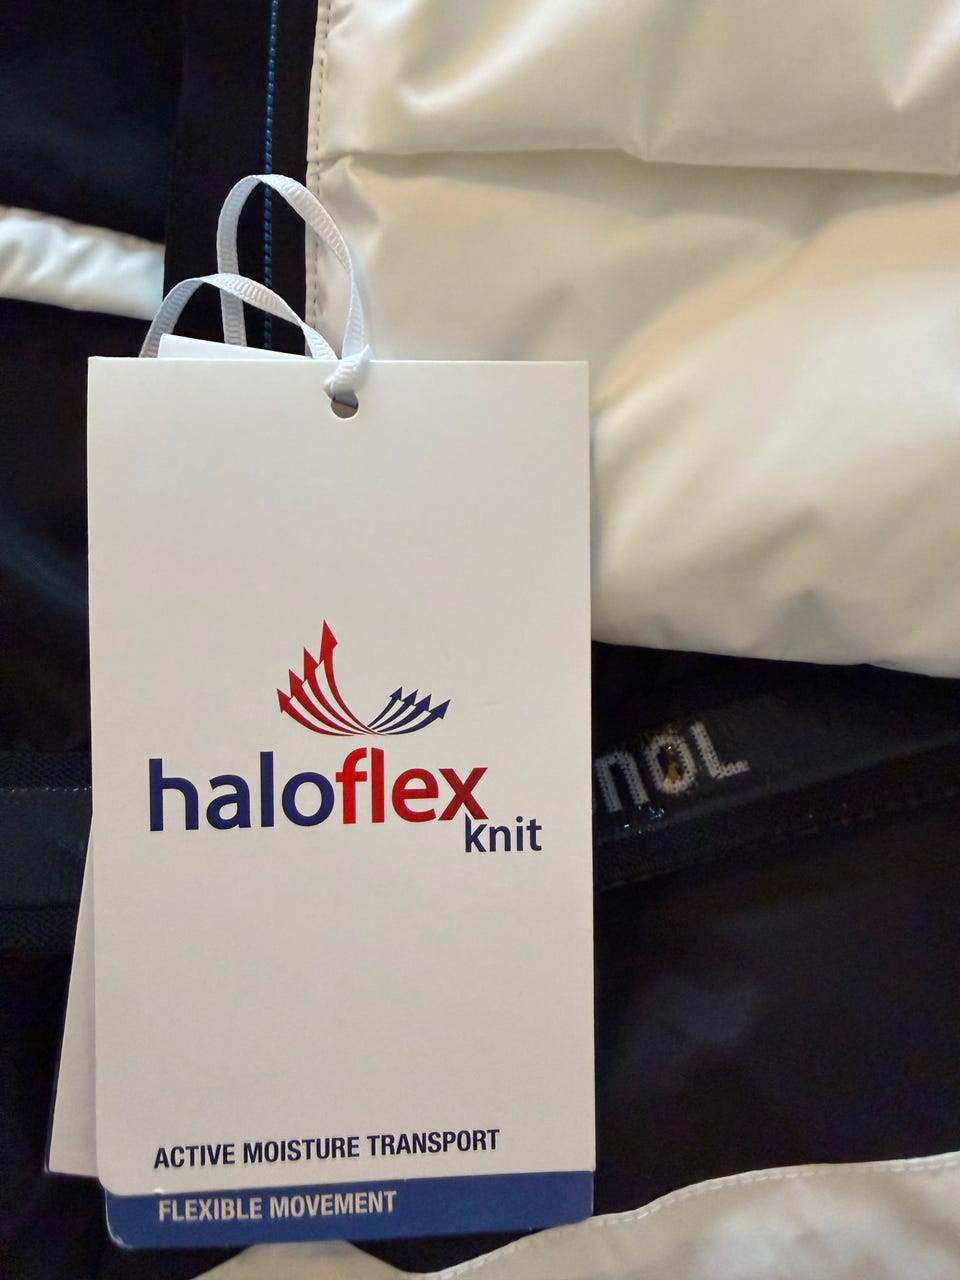 haloflex
knit
ACTIVE MOISTURE TRANSPORT
FLEXIBLE MOVEMENT